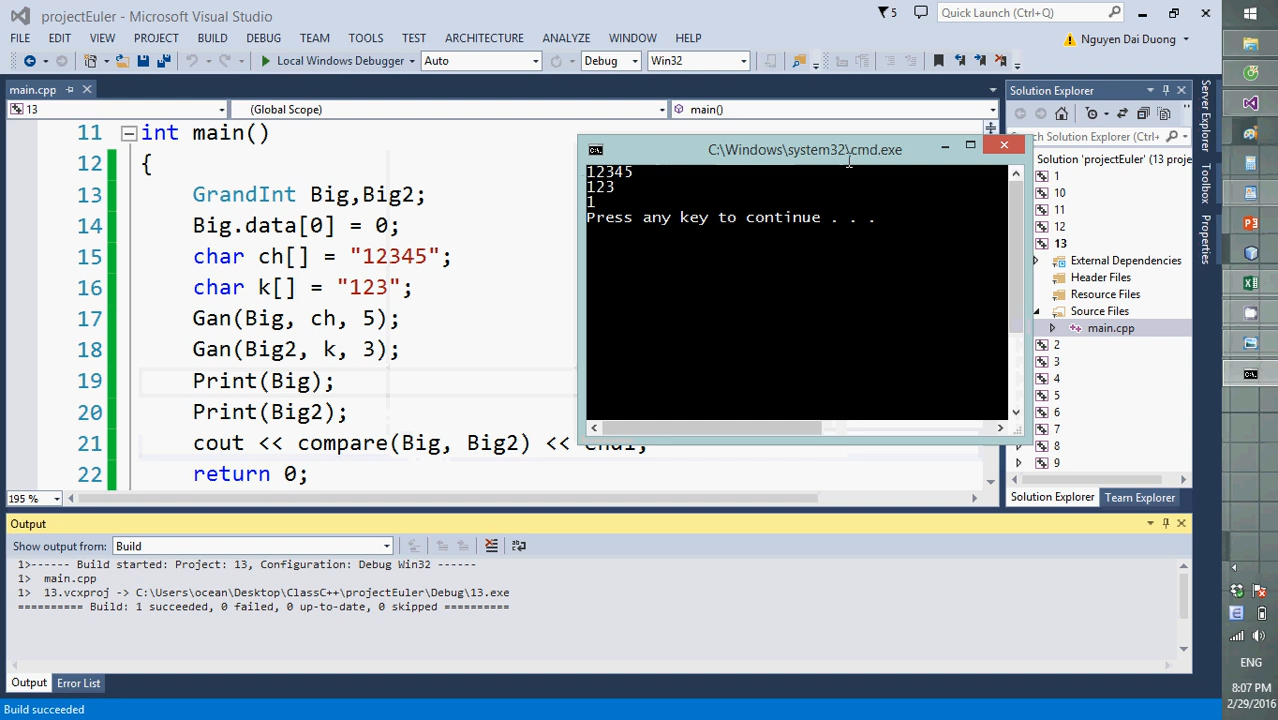 projectEuler - Microsoft Visual Studio
5
Quick Launch (Ctrl+Q)
FILE EDIT VIEW PROJECT BUILD DEBUG TEAM TOOLS TEST ARCHITECTURE ANALYZE WINDOW HELP
Nguyen Dai Duong
Local Windows Debugger Auto Debug Win32
main.cpp
13 (Global Scope) main()
11 int main()
12 {
13 GrandInt Big,Big2;
14 Big.data[0] = 0;
15 char ch[] = "12345";
16 char k[] = "123";
17 Gan(Big, ch, 5);
18 Gan(Big2, k, 3);
19 Print(Big);
20 Print(Big2);
21 cout << compare(Big, Big2) << endl;
22 return 0;
195 %
C:\Windows\system32\cmd.exe
12345
123
1
Press any key to continue . . .
Solution Explorer
Search Solution Explorer (Ctrl+
Solution 'projectEuler' (13 proje
1
10
11
12
13
External Dependencies
Header Files
Resource Files
Source Files
main.cpp
2
3
4
5
6
7
8
9
Solution Explorer Team Explorer
Server Explorer
Toolbox
Properties
Output
Show output from: Build
1>------ Build started: Project: 13, Configuration: Debug Win32 ------
1> main.cpp
1> 13.vcxproj -> C:\Users\ocean\Desktop\ClassC++\projectEuler\Debug\13.exe
========== Build: 1 succeeded, 0 failed, 0 up-to-date, 0 skipped ==========
Output Error List
Build succeeded
ENG
8:07 PM
2/29/2016